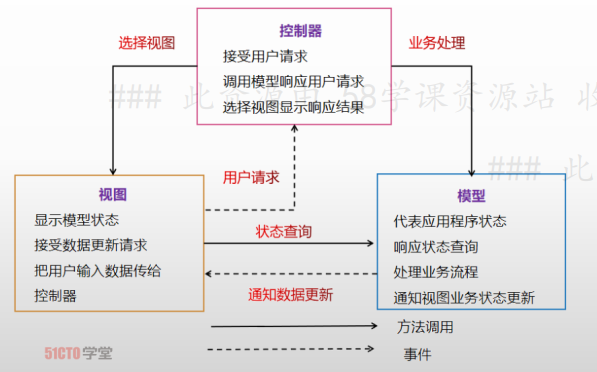 控制器
选择视图
业务处理
接受用户请求
调用模型响应用户请求
选择视图显示响应结果
### 此资源由 58学课资源站 收
### 此
用户请求
视图
显示模型状态
接受数据更新请求
把用户输入数据传给
控制器
状态查询
通知数据更新
模型
代表应用程序状态
响应状态查询
处理业务流程
通知视图业务状态更新
方法调用
事件
51CTO学堂